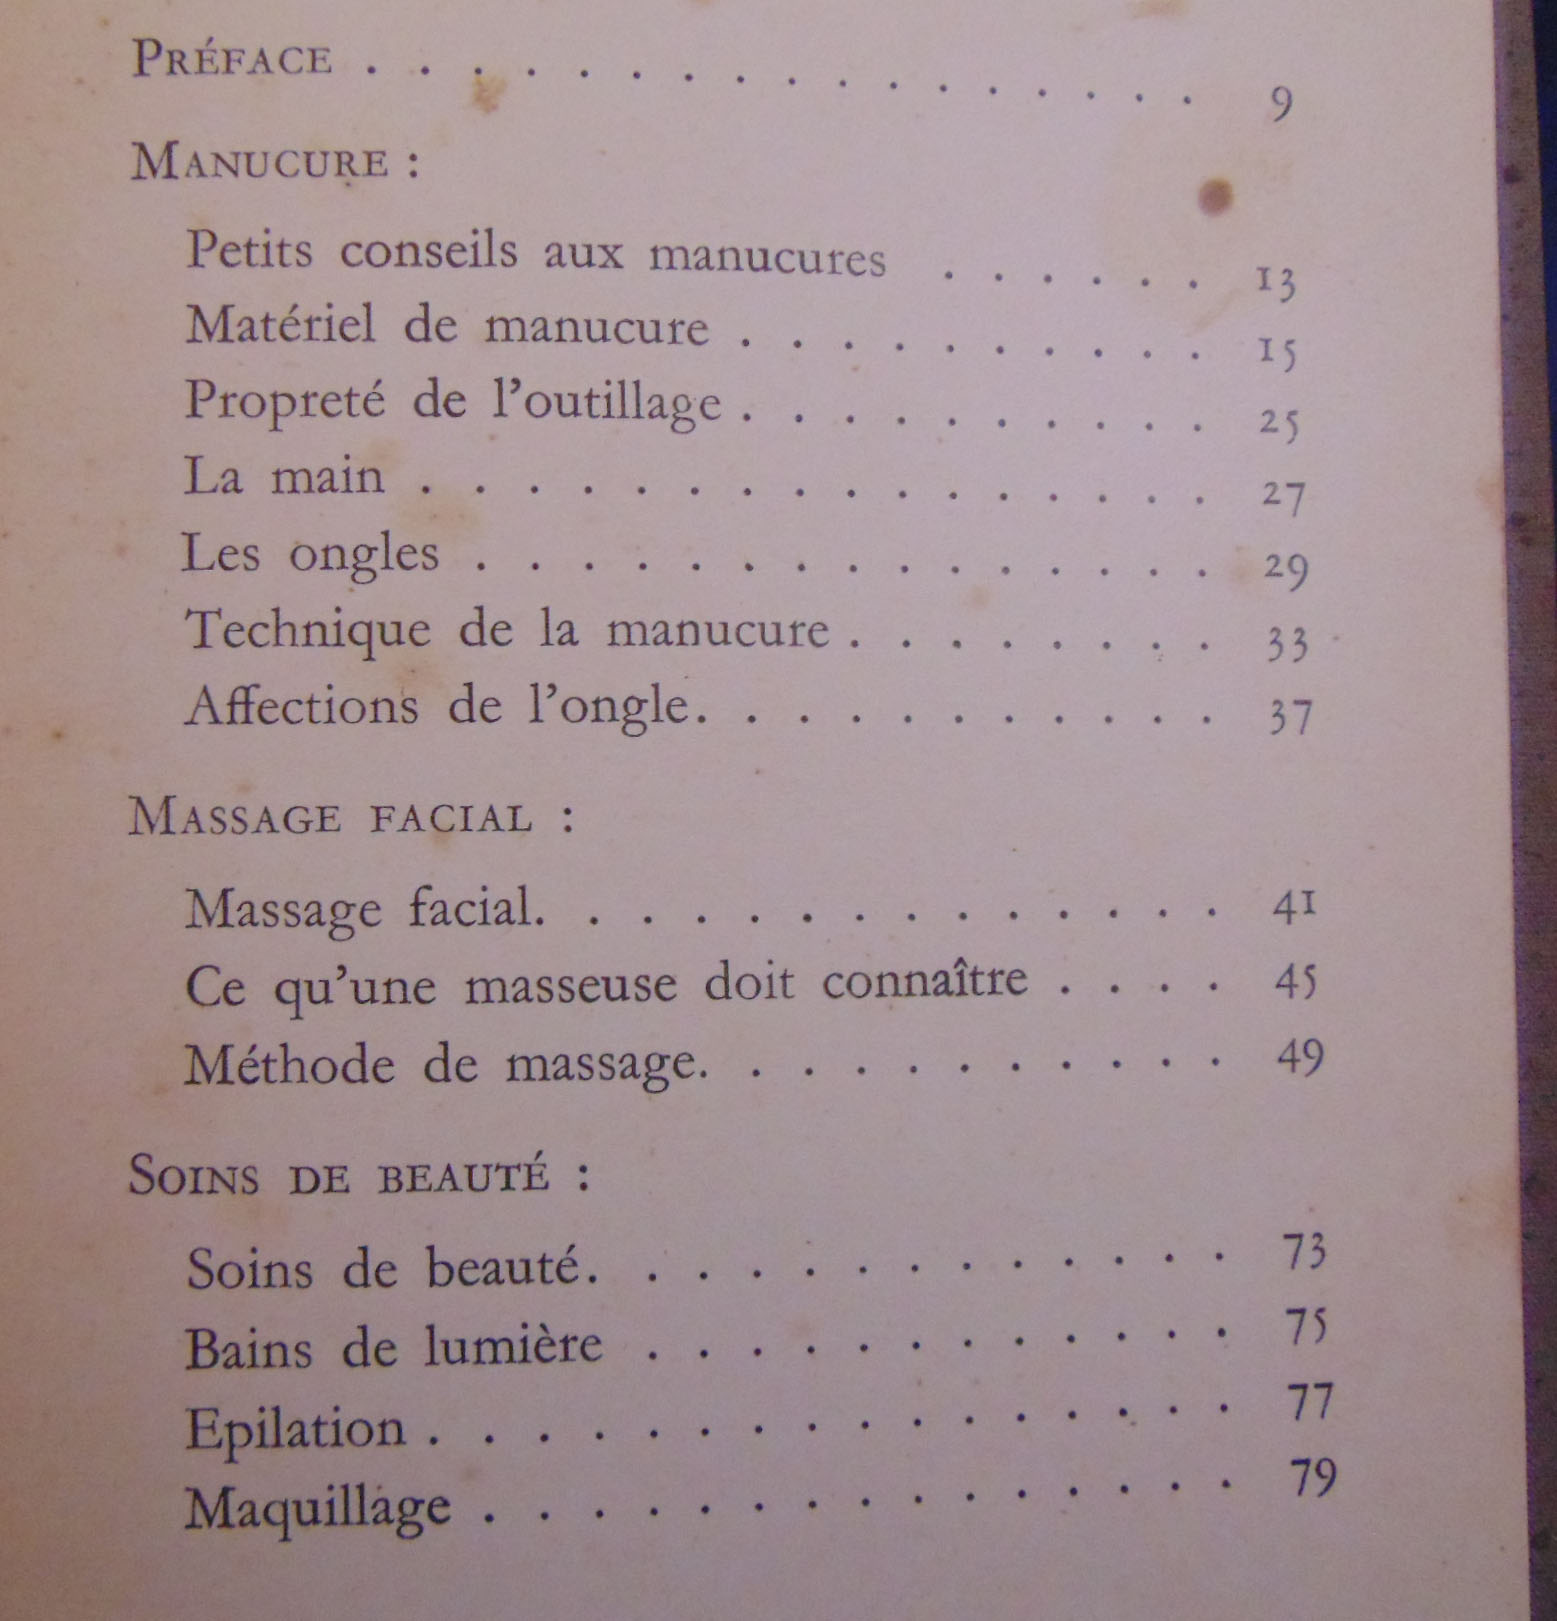 PRÉFACE . . . . . . . . . . . . . . . . . 9
MANUCURE :
Petits conseils aux manucures . . . . . . 13
Matériel de manucure . . . . . . . . . . 15
Propreté de l'outillage . . . . . . . . . . 25
La main . . . . . . . . . . . . . . . . 27
Les ongles . . . . . . . . . . . . . . . 29
Technique de la manucure . . . . . . . . 33
Affections de l'ongle. . . . . . . . . . . 37
MASSAGE FACIAL :
Massage facial. . . . . . . . . . . . . . 41
Ce qu'une masseuse doit connaître . . . . 45
Méthode de massage. . . . . . . . . . . 49
SOINS DE BEAUTÉ :
Soins de beauté. . . . . . . . . . . . . 73
Bains de lumière . . . . . . . . . . . . 75
Epilation . . . . . . . . . . . . . . . . 77
Maquillage . . . . . . . . . . . . . . . 79